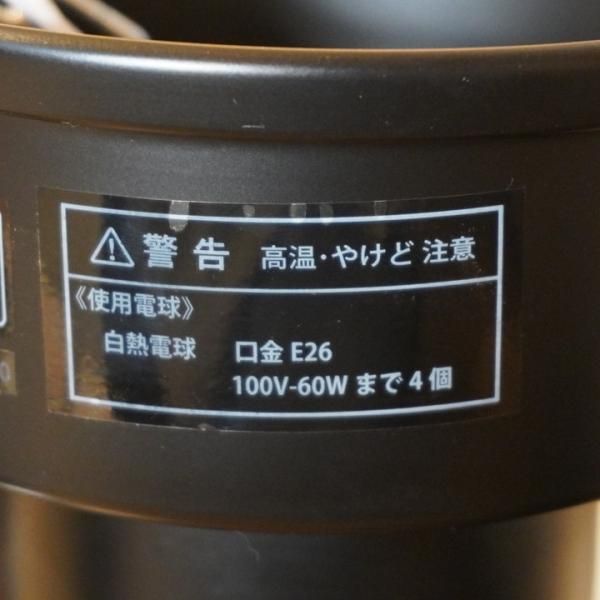 ⚠ 警告 高温・やけど 注意
《使用電球》
白熱電球 口金 E26
100V-60W まで 4 個
0